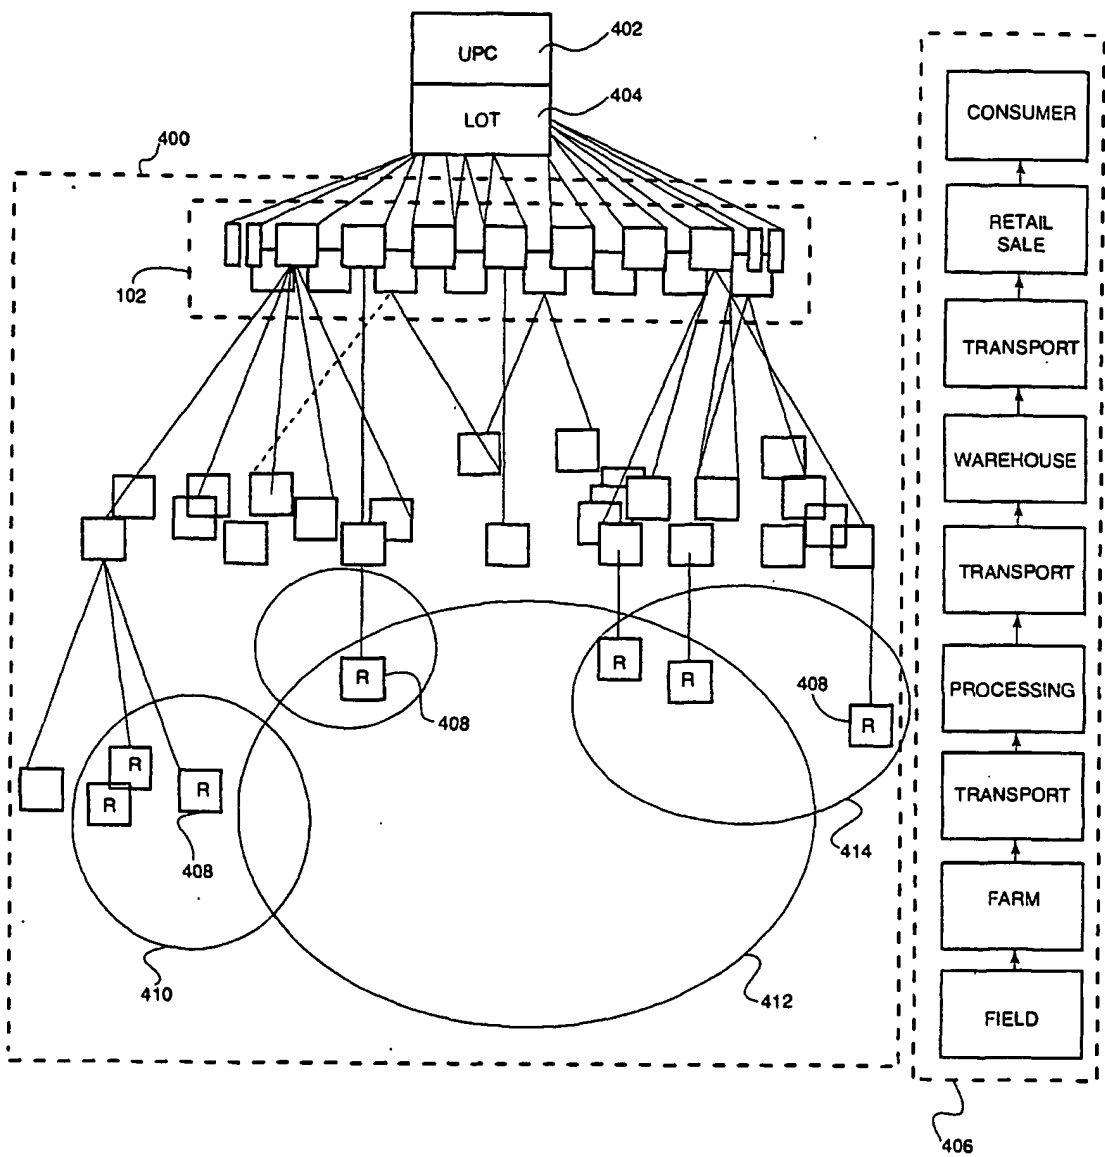 402
UPC
404
LOT
400
102
R
408
R
R
408
R
R
R
R
408
414
410
412
CONSUMER
RETAIL
SALE
TRANSPORT
WAREHOUSE
TRANSPORT
PROCESSING
TRANSPORT
FARM
FIELD
406